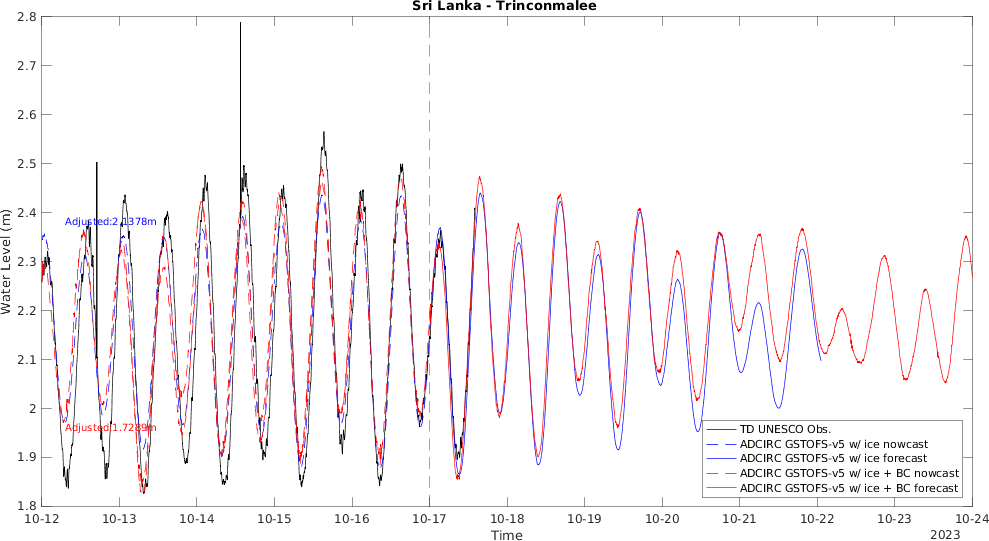 Sri Lanka - Trinconmalee
2.8
2.7
2.6
2.5
2.4
2.3
2.2
2.1
2
1.9
1.8
Water Level (m)
Adjusted:2.1378m
Adjusted:1.7289m
TD UNESCO Obs.
ADCIRC GSTOFS-v5 w/ ice nowcast
ADCIRC GSTOFS-v5 w/ ice forecast
ADCIRC GSTOFS-v5 w/ ice + BC nowcast
ADCIRC GSTOFS-v5 w/ ice + BC forecast
10-12 10-13 10-14 10-15 10-16 10-17 10-18 10-19 10-20 10-21 10-22 10-23 10-24
Time
2023